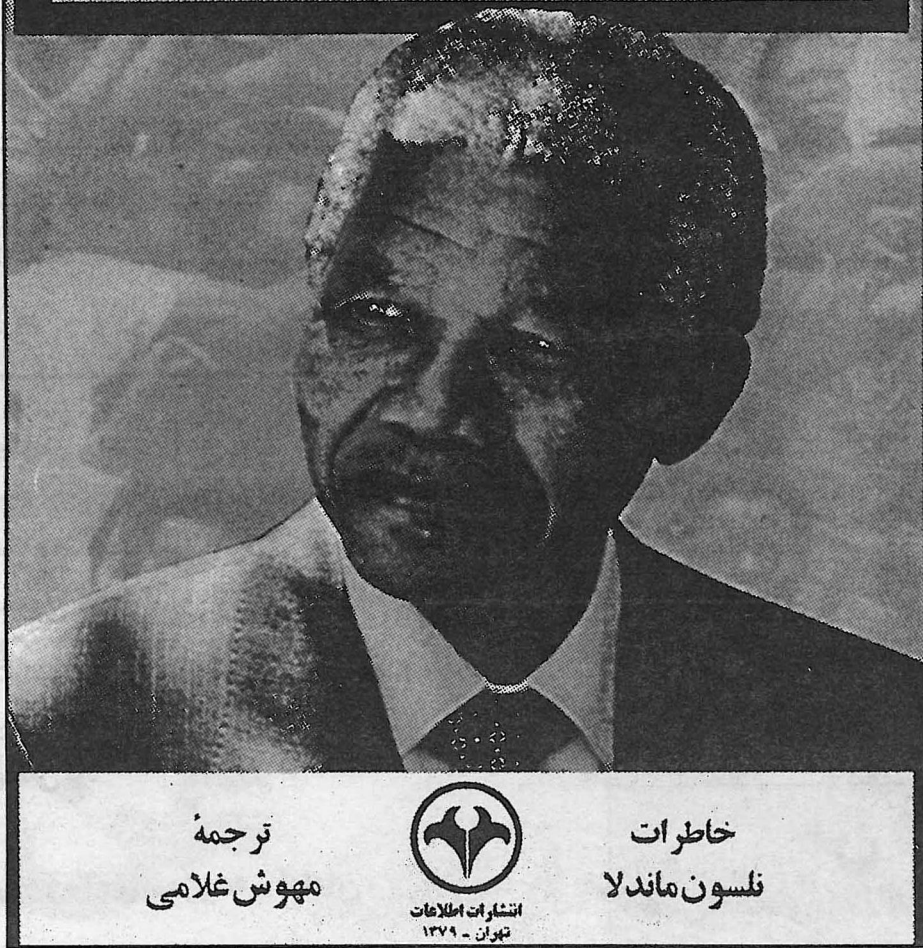 خاطرات
نلسون ماندلا
ترجمهٔ
مهوش غلامی
انتشارات اطلاعات
تهران ـ ۱۳۷۹